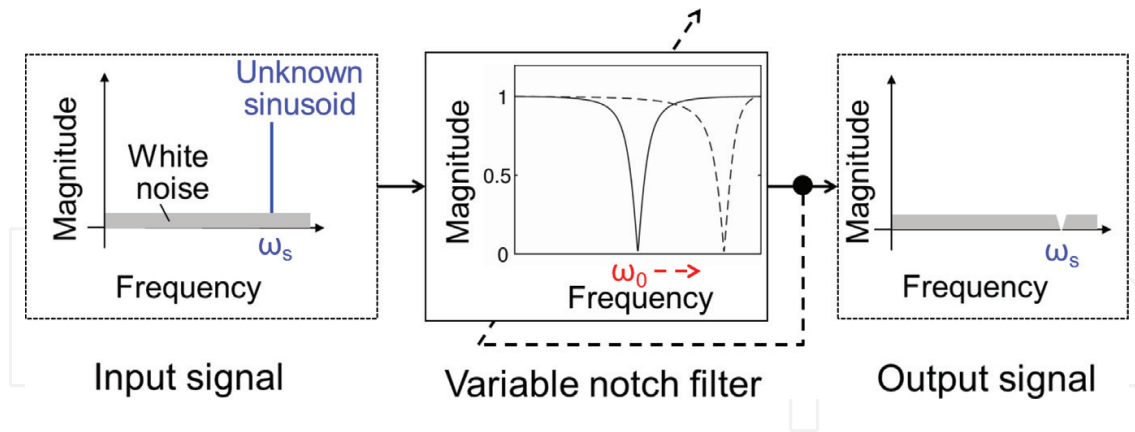 Magnitude
Unknown
sinusoid
White
noise
ωs
Frequency
Input signal
Magnitude
1
0.5
0
ω0
Frequency
Variable notch filter
Magnitude
ωs
Frequency
Output signal